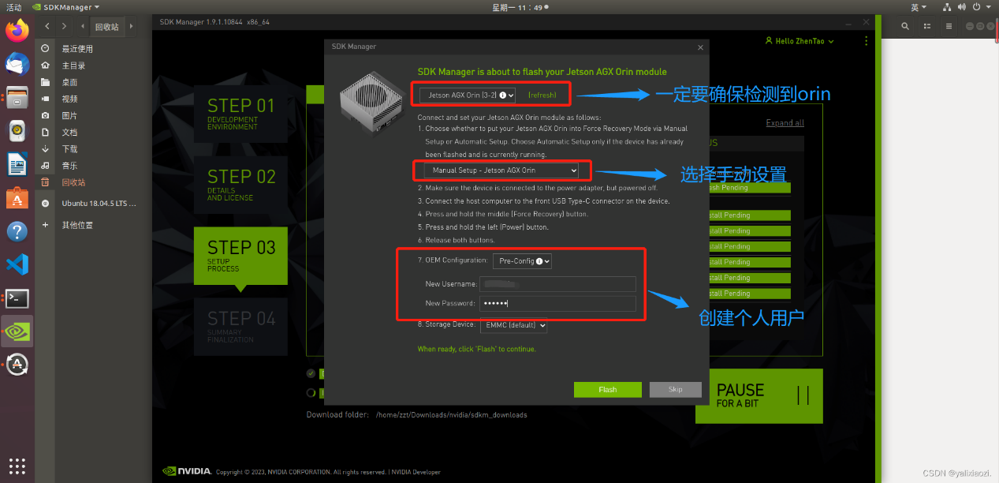 活动
SDKManager
星期一 11：49
英
回收站
SDK Manager 1.9.1.10844 x86_64
最近使用
主目录
桌面
视频
图片
文档
下载
音乐
回收站
Ubuntu 18.04.5 LTS ...
其他位置
Hello ZhenTao
STEP 01
DEVELOPMENT
ENVIRONMENT
STEP 02
DETAILS
AND LICENSE
STEP 03
SETUP
PROCESS
STEP 04
SUMMARY
FINALIZATION
SDK Manager
SDK Manager is about to flash your Jetson AGX Orin module
Jetson AGX Orin [3-2]
(refresh)
一定要确保检测到orin
Connect and set your Jetson AGX Orin module as follows:
1. Choose whether to put your Jetson AGX Orin into Force Recovery Mode via Manual
Setup or Automatic Setup. Choose Automatic Setup only if the device has already
been flashed and is currently running.
Manual Setup - Jetson AGX Orin
选择手动设置
2. Make sure the device is connected to the power adapter, but powered off.
3. Connect the host computer to the front USB Type-C connector on the device.
4. Press and hold the middle (Force Recovery) button.
5. Press and hold the left (Power) button.
6. Release both buttons.
7. OEM Configuration: Pre-Config
New Username:
New Password: ••••••
创建个人用户
8. Storage Device: EMMC (default)
When ready, click 'Flash' to continue.
Flash
Skip
Expand all
US
sh Pending
stall Pending
stall Pending
stall Pending
stall Pending
stall Pending
stall Pending
PAUSE
FOR A BIT
Download folder: /home/zzt/Downloads/nvidia/sdkm_downloads
NVIDIA. Copyright © 2023, NVIDIA CORPORATION. All rights reserved. | NVIDIA Developer
CSDN @yalixiaozi.